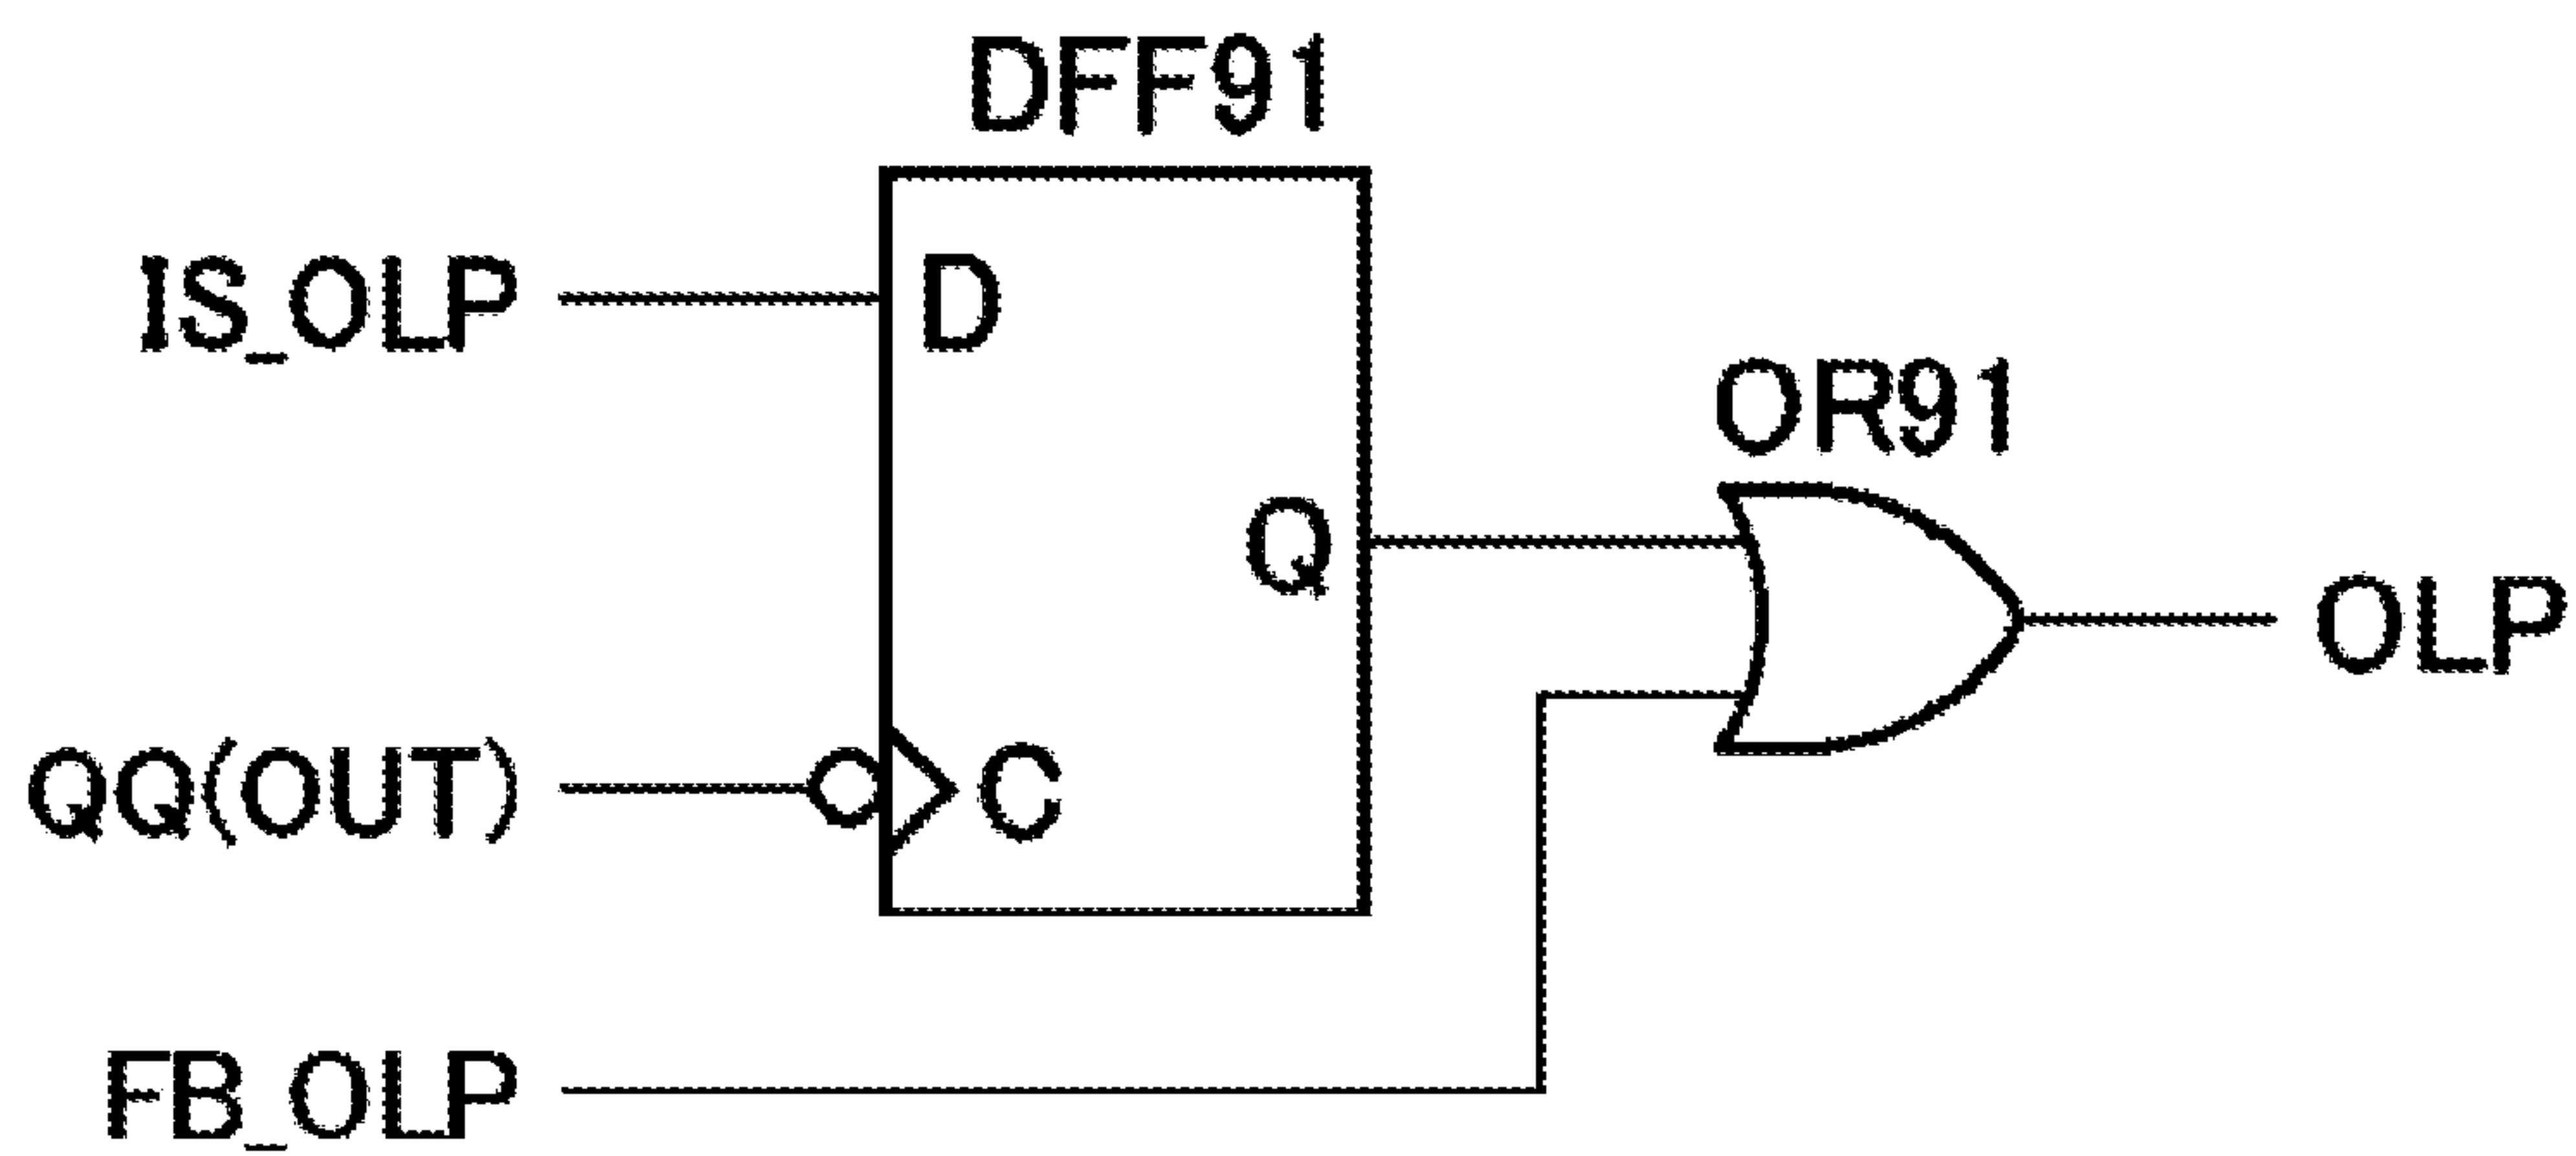 DFF91
IS_OLP
D
OR91
Q
OLP
QQ(OUT)
C
FB_OLP